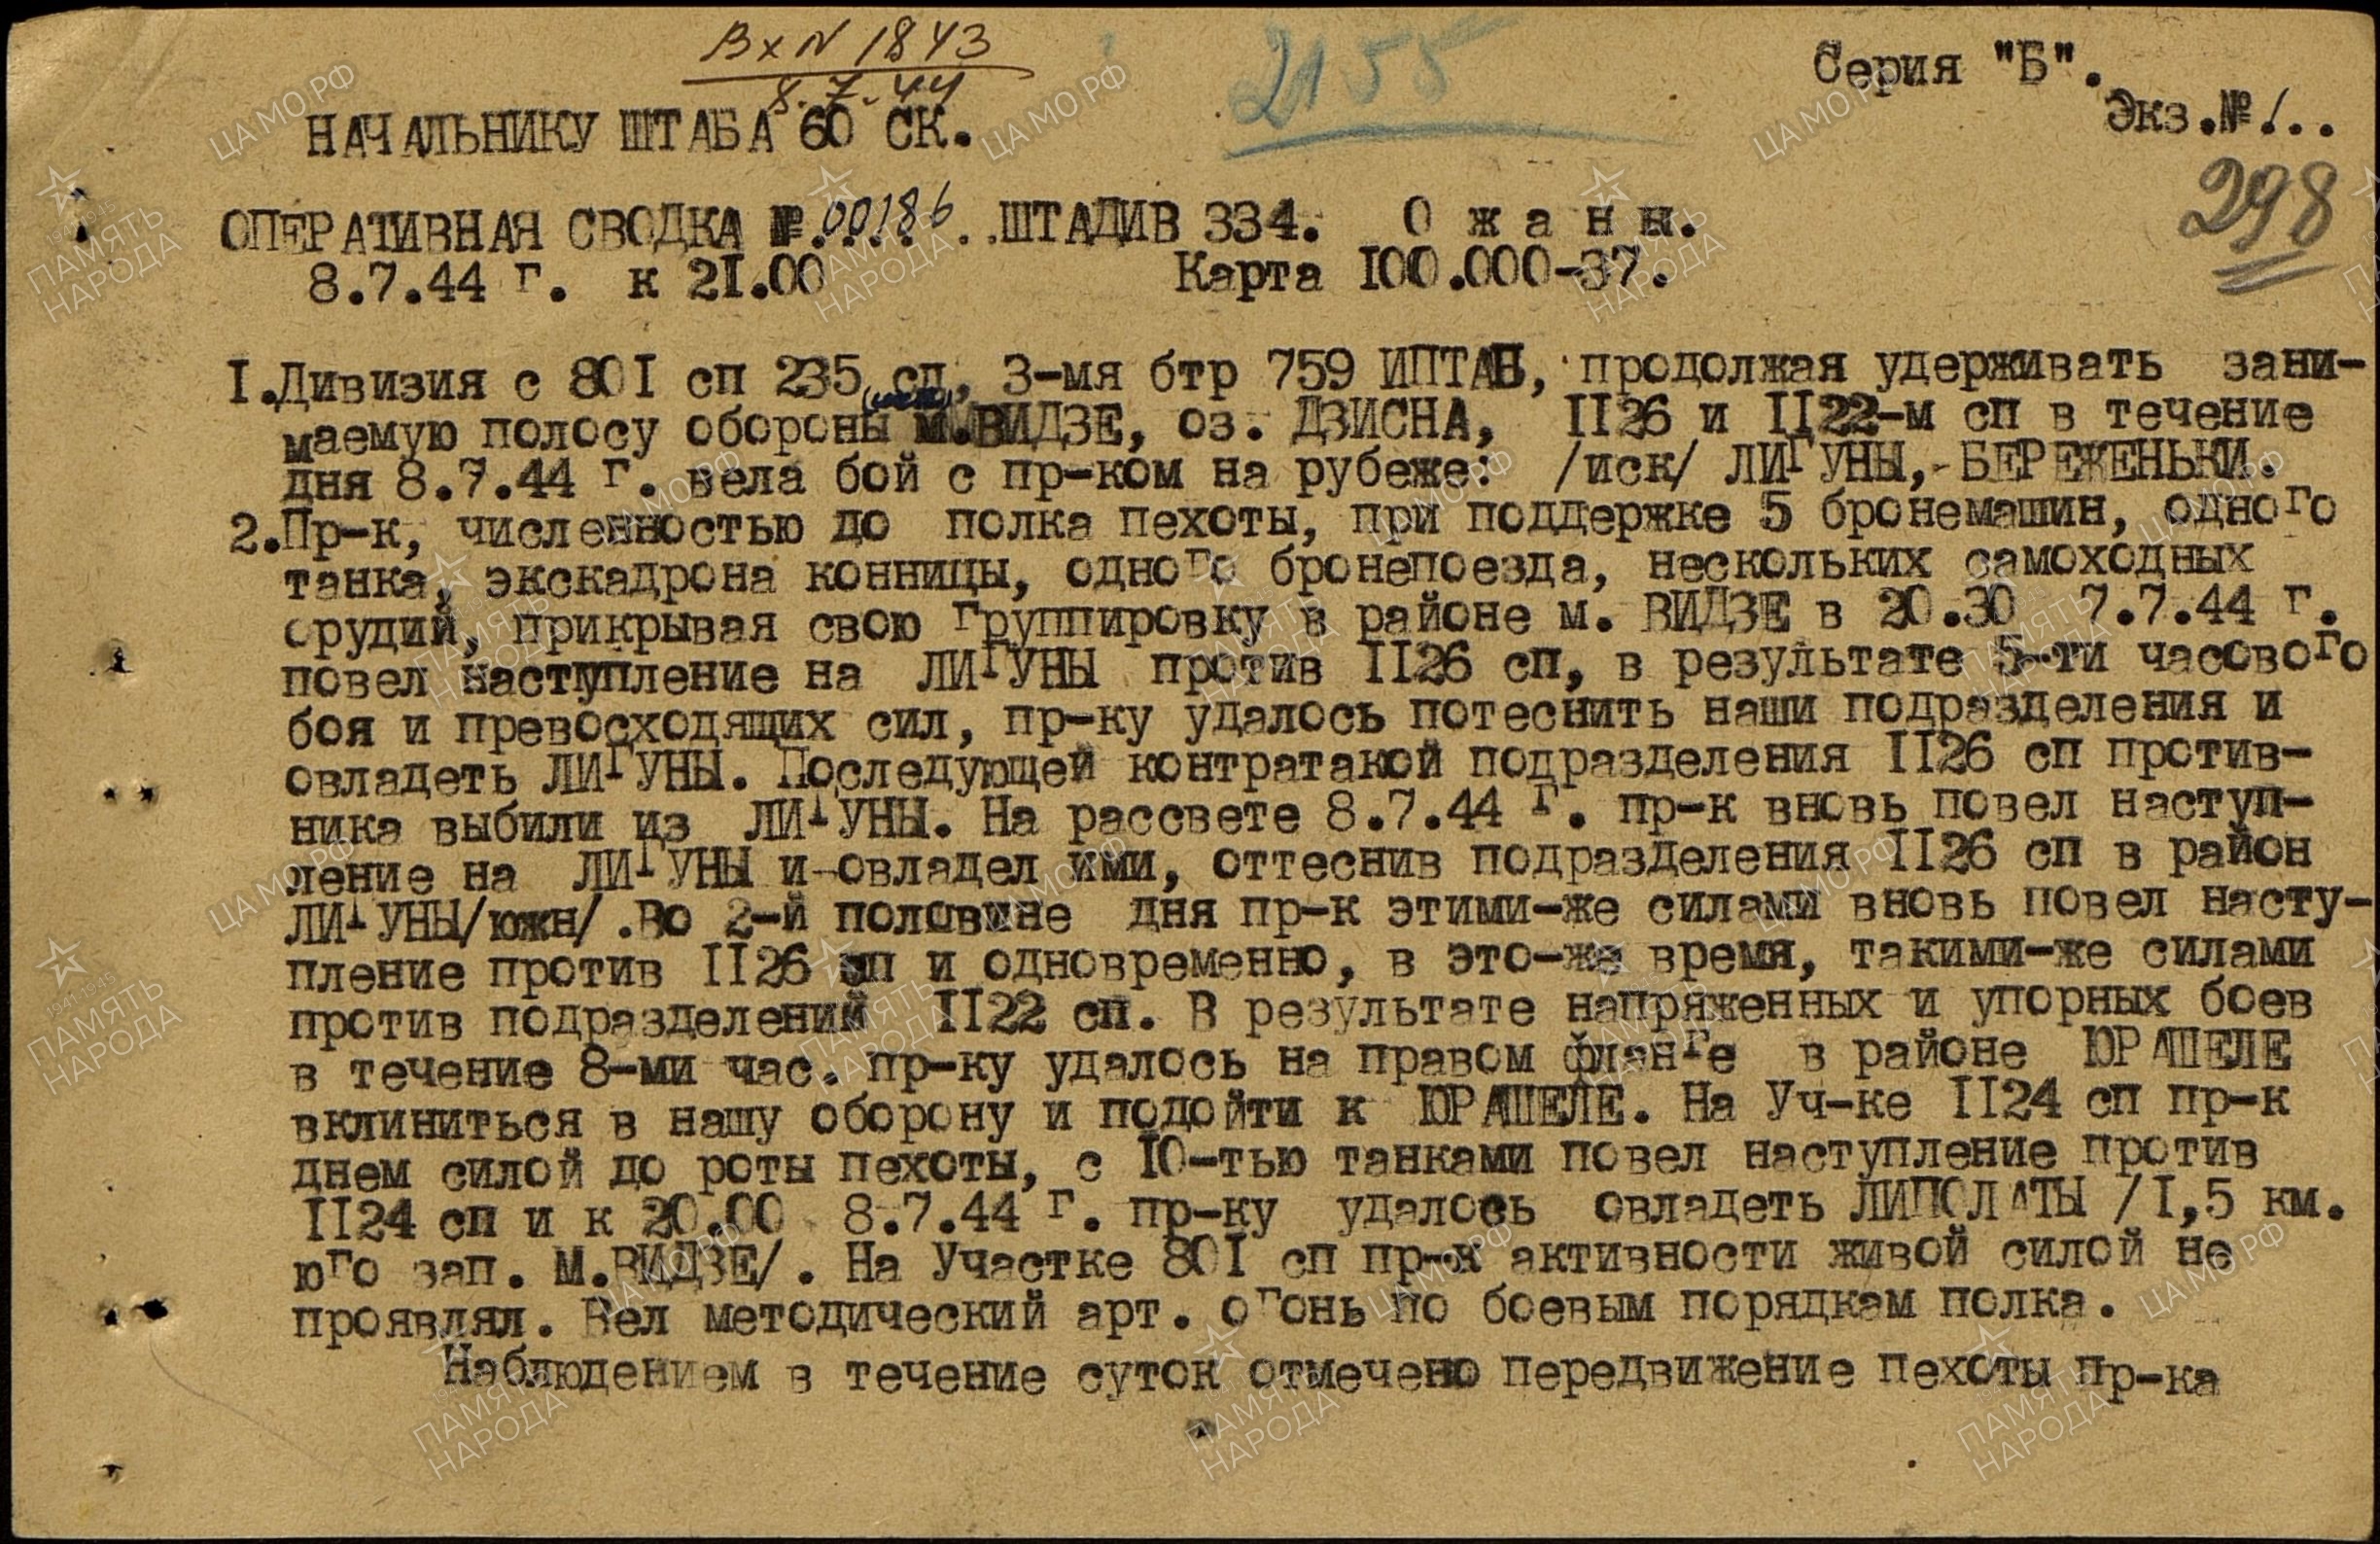 Вх N 1843
8.7.44
2155
Серия "Б".
Экз.№ 1..
НАЧАЛЬНИКУ ШТАБА 60 СК.
298
ОПЕРАТИВНАЯ СВОДКА №.00186..ШТАДИВ 334. О ж а н н.
8.7.44 г. к 21.00 Карта 100.000-37.
I.Дивизия с 80I сп 235 сд, 3-мя бтр 759 ИПТАП, продолжая удерживать зани-
маемую полосу обороны м.ВИДЗЕ, оз. ДЗИСНА, II26 и II22-м сп в течение
дня 8.7.44 г. вела бой с пр-ком на рубеже: /иск/ ЛИГУНЫ, БЕРЕЖЕНЬКИ.
2.Пр-к, численностью до полка пехоты, при поддержке 5 бронемашин, одного
танка, экскадрона конницы, одного бронепоезда, нескольких самоходных
орудий, прикрывая свою группировку в районе м. ВИДЗЕ в 20.30 7.7.44 г.
повел наступление на ЛИГУНЫ против II26 сп, в результате 5-ти часового
боя и превосходящих сил, пр-ку удалось потеснить наши подразделения и
овладеть ЛИГУНЫ. Последующей контратакой подразделения II26 сп против-
ника выбили из ЛИГУНЫ. На рассвете 8.7.44 г. пр-к вновь повел наступ-
ление на ЛИГУНЫ и овладел ими, оттеснив подразделения II26 сп в район
ЛИГУНЫ/южн/.Во 2-й половине дня пр-к этими-же силами вновь повел насту-
пление против II26 сп и одновременно, в это-же время, такими-же силами
против подразделений II22 сп. В результате напряженных и упорных боев
в течение 8-ми час. пр-ку удалось на правом фланге в районе ЮРАШЕЛЕ
вклиниться в нашу оборону и подойти к ЮРАШЕЛЕ. На Уч-ке II24 сп пр-к
днем силой до роты пехоты, с I0-тью танками повел наступление против
II24 сп и к 20.00 8.7.44 г. пр-ку удалось овладеть ЛИПОЛАТЫ /I,5 км.
юго зап. М.ВИДЗЕ/. На Участке 80I сп пр-к активности живой силой не
проявлял. Вел методический арт. огонь по боевым порядкам полка.
Наблюдением в течение суток отмечено передвижение пехоты пр-ка